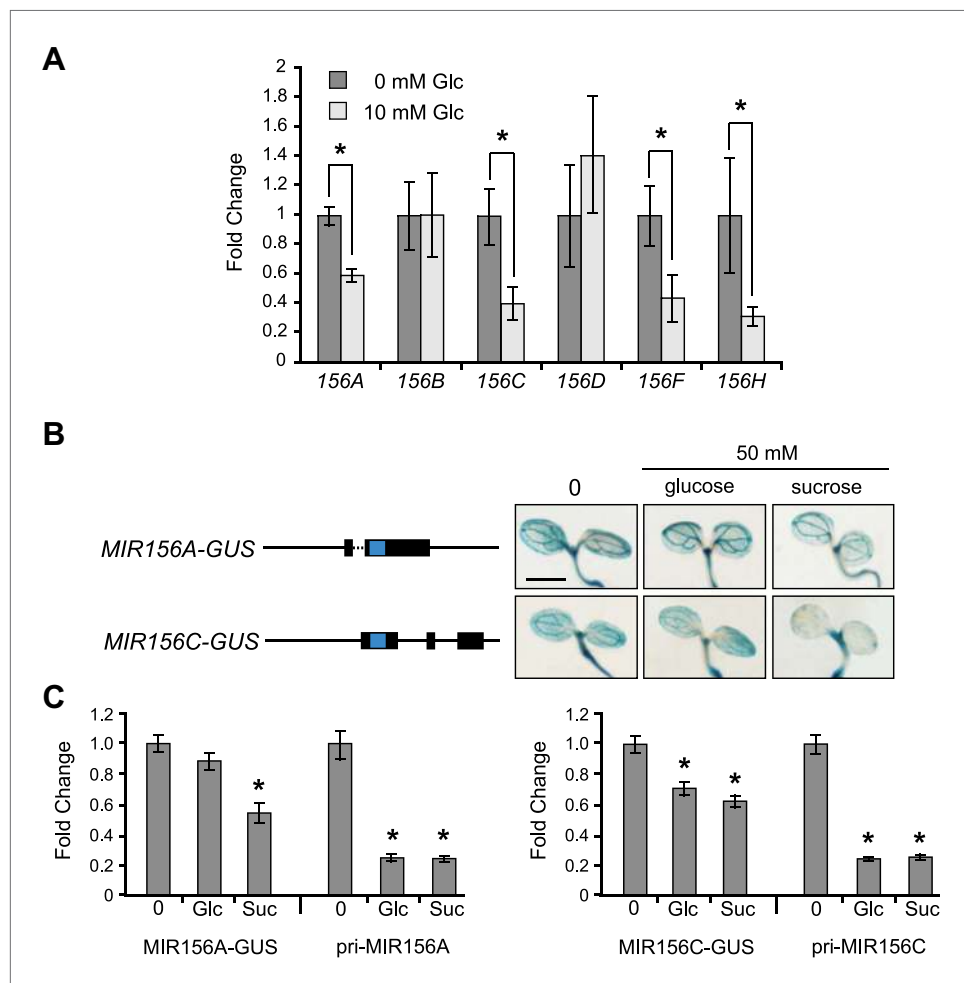 A
2
1.8
1.6
1.4
1.2
1
0.8
0.6
0.4
0.2
0
Fold Change
0 mM Glc
10 mM Glc
* * * *
156A 156B 156C 156D 156F 156H
B
50 mM
0 glucose sucrose
MIR156A-GUS
MIR156C-GUS
C
1.2
1.0
0.8
0.6
0.4
0.2
0
Fold Change
* * *
0 Glc Suc 0 Glc Suc
MIR156A-GUS pri-MIR156A
1.2
1.0
0.8
0.6
0.4
0.2
0
Fold Change
* * * *
0 Glc Suc 0 Glc Suc
MIR156C-GUS pri-MIR156C